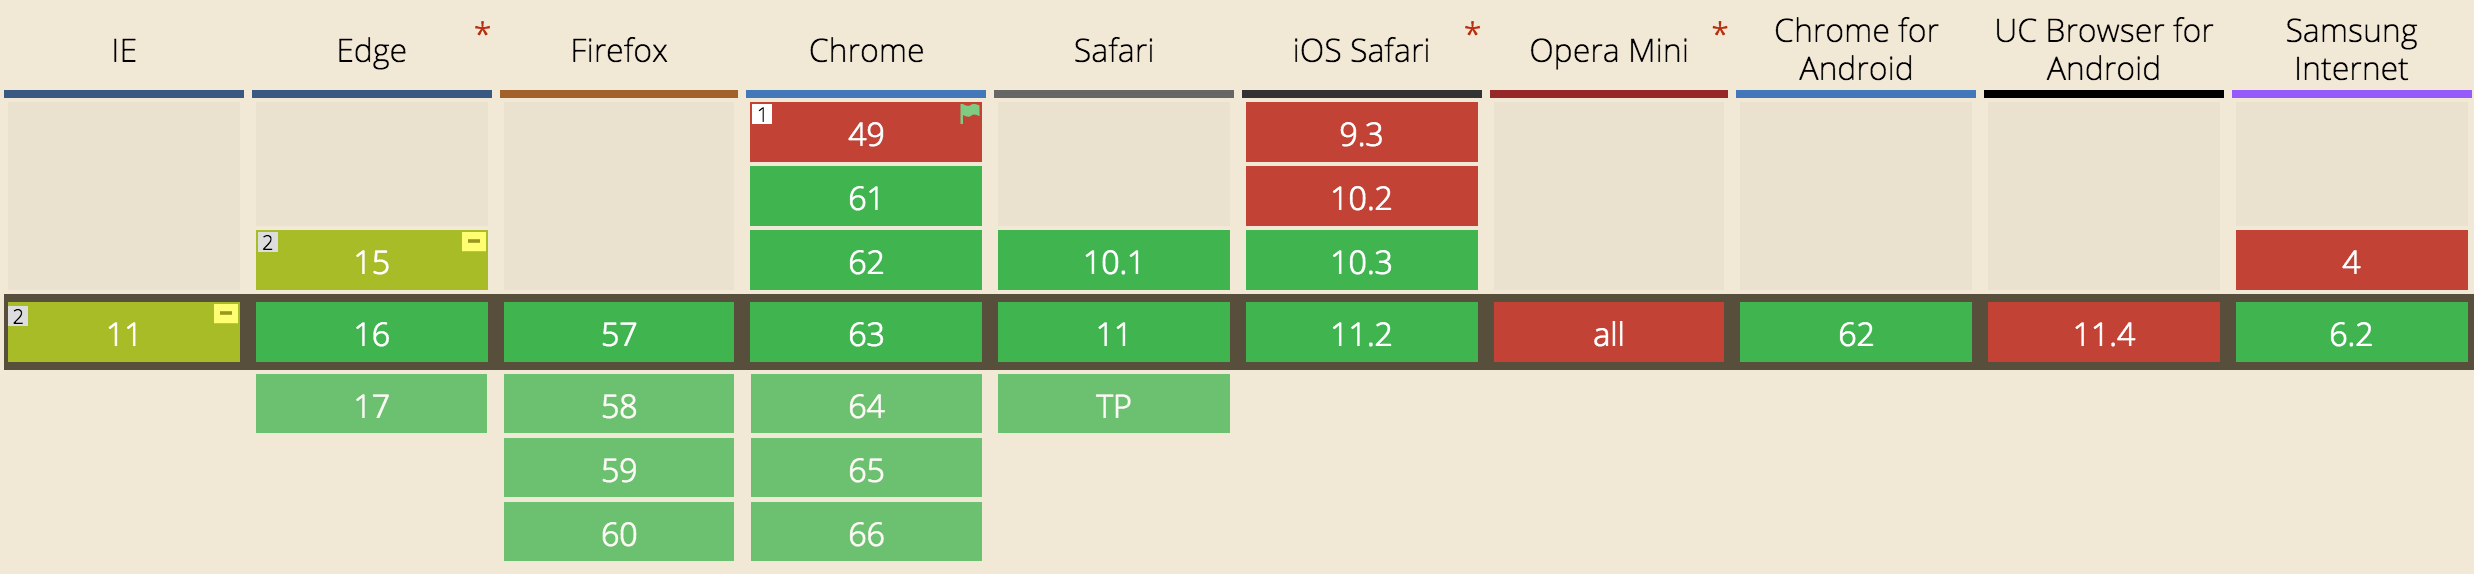 IE
Edge *
Firefox
Chrome
Safari
iOS Safari *
Opera Mini *
Chrome for
Android
UC Browser for
Android
Samsung
Internet
1 49 9.3
61 10.2
2 15 − 62 10.1 10.3 4
2 11 − 16 57 63 11 11.2 all 62 11.4 6.2
17 58 64 TP
59 65
60 66